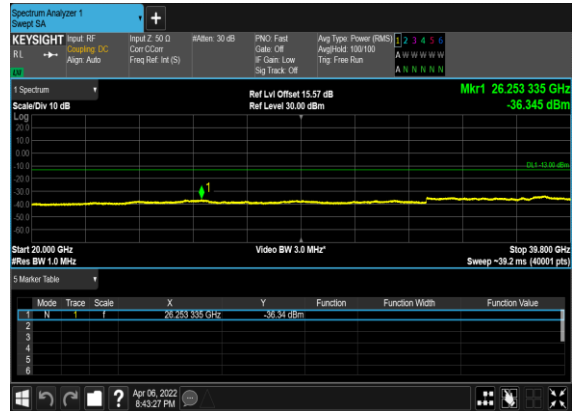 Spectrum Analyzer 1
Swept SA
KEYSIGHT Input: RF Input Z: 50 Ω #Atten: 30 dB PNO: Fast Avg Type: Power (RMS) 1 2 3 4 5 6
RL Coupling: DC Corr CCorr Gate: Off Avg|Hold: 100/100 A W W W W W
Align: Auto Freq Ref: Int (S) IF Gain: Low Trig: Free Run
LW Sig Track: Off A N N N N N
1 Spectrum Ref Lvl Offset 15.57 dB Mkr1 26.253 335 GHz
Scale/Div 10 dB Ref Level 30.00 dBm -36.345 dBm
Log
20.0
10.0
0.00
-10.0
DL1 -13.00 dBm
-20.0
-30.0
1
-40.0
-50.0
-60.0
Start 20.000 GHz Video BW 3.0 MHz* Stop 39.800 GHz
#Res BW 1.0 MHz Sweep ~39.2 ms (40001 pts)
5 Marker Table
Mode Trace Scale X Y Function Function Width Function Value
1 N 1 f 26.253 335 GHz -36.34 dBm
2
3
4
5
6
? Apr 06, 2022
8:43:27 PM